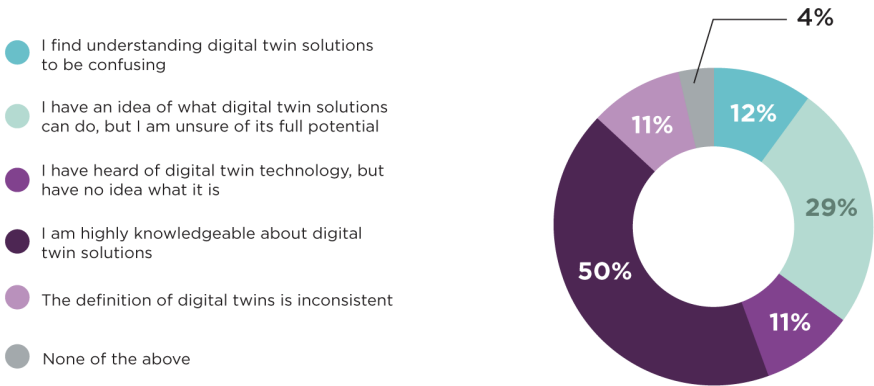 I find understanding digital twin solutions
to be confusing
I have an idea of what digital twin solutions
can do, but I am unsure of its full potential
I have heard of digital twin technology, but
have no idea what it is
I am highly knowledgeable about digital
twin solutions
The definition of digital twins is inconsistent
None of the above
4%
12%
29%
11%
50%
11%